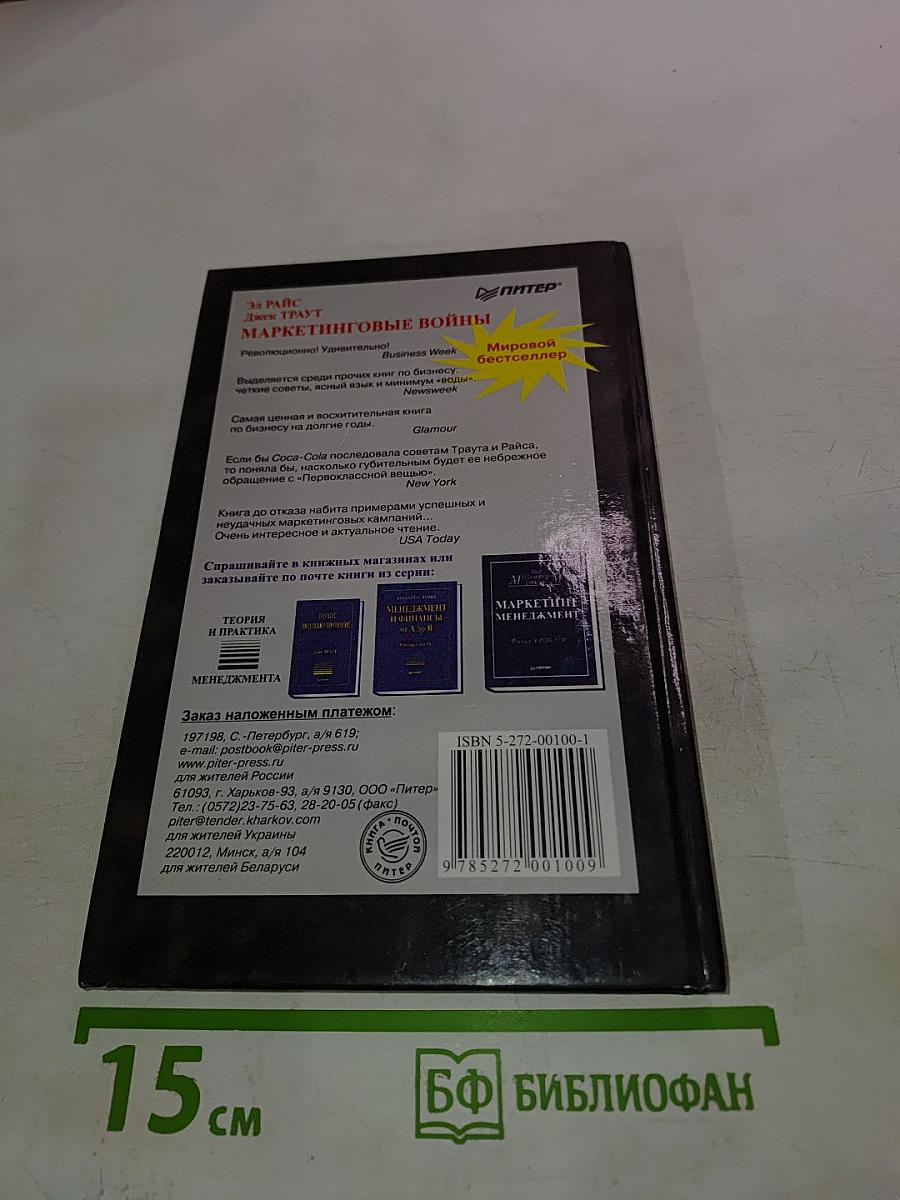 Эл РАЙС
Джек ТРАУТ
МАРКЕТИНГОВЫЕ ВОЙНЫ
ПИТЕР®
Мировой
бестселлер
Революционно! Удивительно!
Business Week
Выделяется среди прочих книг по бизнесу:
четкие советы, ясный язык и минимум «воды».
Newsweek
Самая ценная и восхитительная книга
по бизнесу на долгие годы.
Glamour
Если бы Coca-Cola последовала советам Траута и Райса,
то поняла бы, насколько губительным будет ее небрежное
обращение с «Первоклассной вещью».
New York
Книга до отказа набита примерами успешных и
неудачных маркетинговых кампаний...
Очень интересное и актуальное чтение.
USA Today
Спрашивайте в книжных магазинах или
заказывайте по почте книги из серии:
ТЕОРИЯ
И ПРАКТИКА
МЕНЕДЖМЕНТА
МЕНЕДЖМЕНТ
И ФИНАНСЫ
от А до Я
МАРКЕТИНГ
МЕНЕДЖМЕНТ
Заказ наложенным платежом:
197198, С.-Петербург, а/я 619;
e-mail: postbook@piter-press.ru
www.piter-press.ru
для жителей России
61093, г. Харьков-93, а/я 9130, ООО «Питер»
Тел.: (0572)23-75-63, 28-20-05 (факс)
piter@tender.kharkov.com
для жителей Украины
220012, Минск, а/я 104
для жителей Беларуси
КНИГА • ПОЧТОЙ
ПИТЕР
ISBN 5-272-00100-1
9 785272 001009
15 см
БФ БИБЛИОФАН